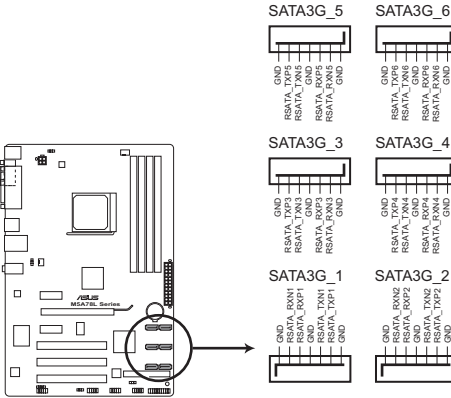 SATA3G_5
GND
RSATA_TXP5
RSATA_TXN5
GND
RSATA_RXP5
RSATA_RXN5
GND
SATA3G_6
GND
RSATA_TXP6
RSATA_TXN6
GND
RSATA_RXP6
RSATA_RXN6
GND
SATA3G_3
GND
RSATA_TXP3
RSATA_TXN3
GND
RSATA_RXP3
RSATA_RXN3
GND
SATA3G_4
GND
RSATA_TXP4
RSATA_TXN4
GND
RSATA_RXP4
RSATA_RXN4
GND
SATA3G_1
GND
RSATA_RXN1
RSATA_RXP1
GND
RSATA_TXN1
RSATA_TXP1
GND
SATA3G_2
GND
RSATA_RXN2
RSATA_RXP2
GND
RSATA_TXN2
RSATA_TXP2
GND
ASUS
M5A78L Series